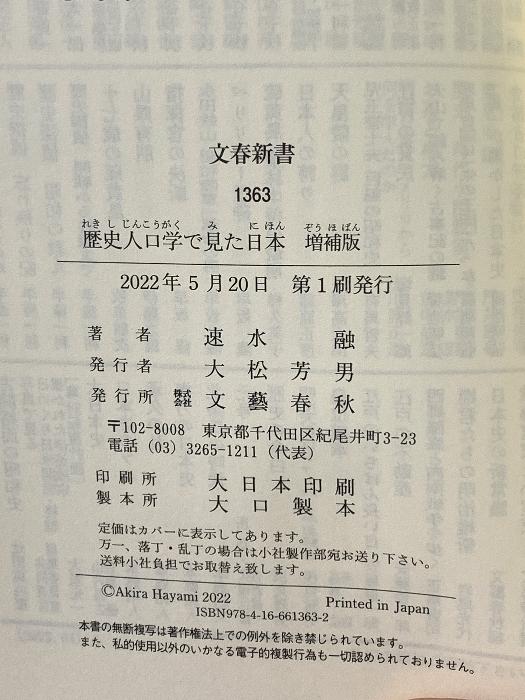 文春新書
1363
れきしじんこうがく み にほん ぞうほばん
歴史人口学で見た日本 増補版
2022年5月20日 第1刷発行
著者 速水融
発行者 大松芳男
発行所 株式会社 文藝春秋
〒102-8008 東京都千代田区紀尾井町3-23
電話(03)3265-1211(代表)
印刷所 大日本印刷
製本所 大口製本
定価はカバーに表示してあります。
万一、落丁・乱丁の場合は小社製作部宛お送り下さい。
送料小社負担でお取替え致します。
©Akira Hayami 2022 Printed in Japan
ISBN978-4-16-661363-2
本書の無断複写は著作権法上での例外を除き禁じられています。
また、私的使用以外のいかなる電子的複製行為も一切認められておりません。